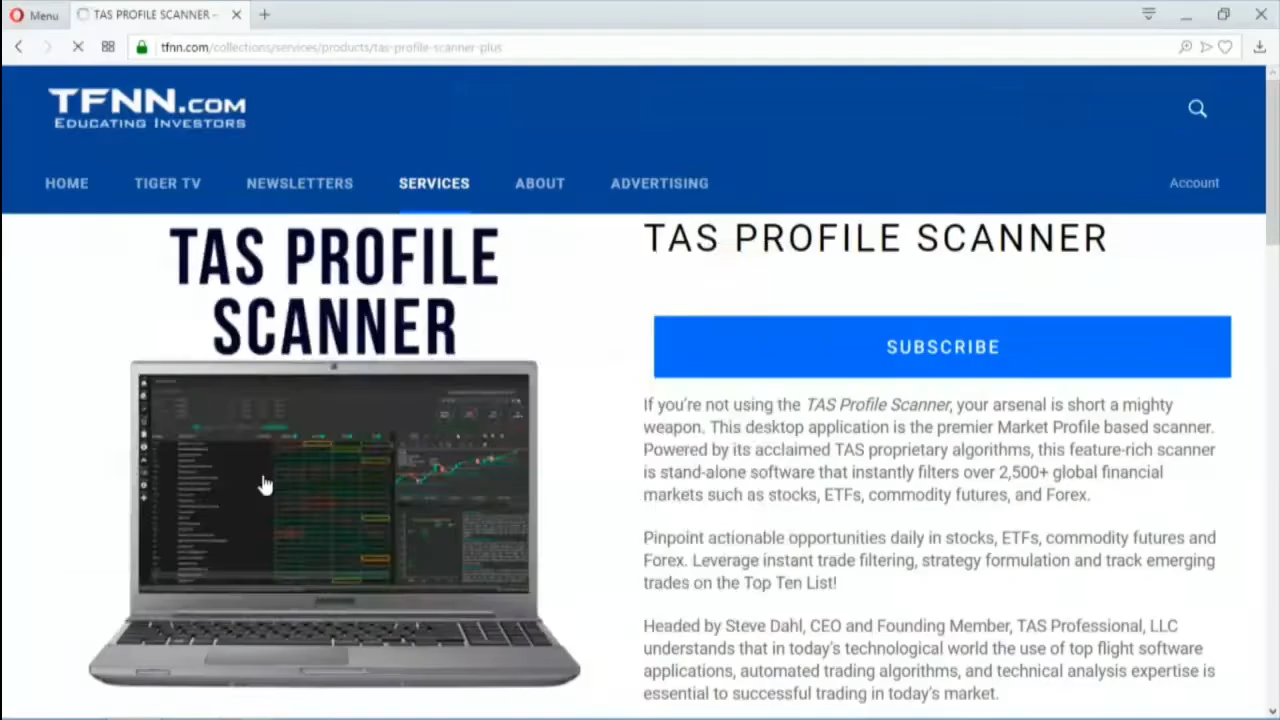 Menu
TAS PROFILE SCANNER –
tfnn.com/collections/services/products/tas-profile-scanner-plus
TFNN.COM
EDUCATING INVESTORS
HOME TIGER TV NEWSLETTERS SERVICES ABOUT ADVERTISING Account
TAS PROFILE
SCANNER
TAS PROFILE SCANNER
SUBSCRIBE
If you're not using the TAS Profile Scanner, your arsenal is short a mighty
weapon. This desktop application is the premier Market Profile based scanner.
Powered by its acclaimed TAS proprietary algorithms, this feature-rich scanner
is stand-alone software that instantly filters over 2,500+ global financial
markets such as stocks, ETFs, commodity futures, and Forex.
Pinpoint actionable opportunities daily in stocks, ETFs, commodity futures and
Forex. Leverage instant trade filtering, strategy formulation and track emerging
trades on the Top Ten List!
Headed by Steve Dahl, CEO and Founding Member, TAS Professional, LLC
understands that in today's technological world the use of top flight software
applications, automated trading algorithms, and technical analysis expertise is
essential to successful trading in today's market.